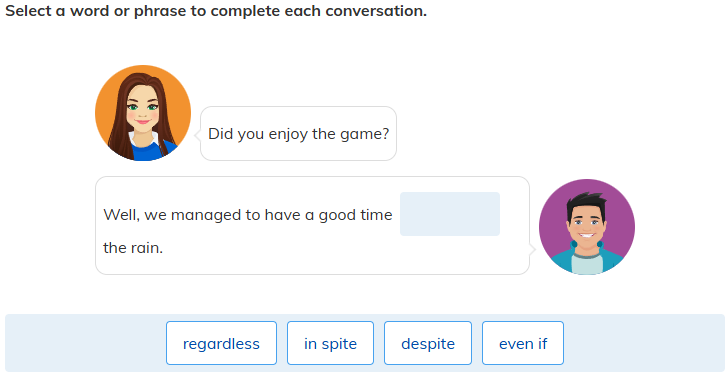 Select a word or phrase to complete each conversation.
Did you enjoy the game?
Well, we managed to have a good time
the rain.
regardless
in spite
despite
even if